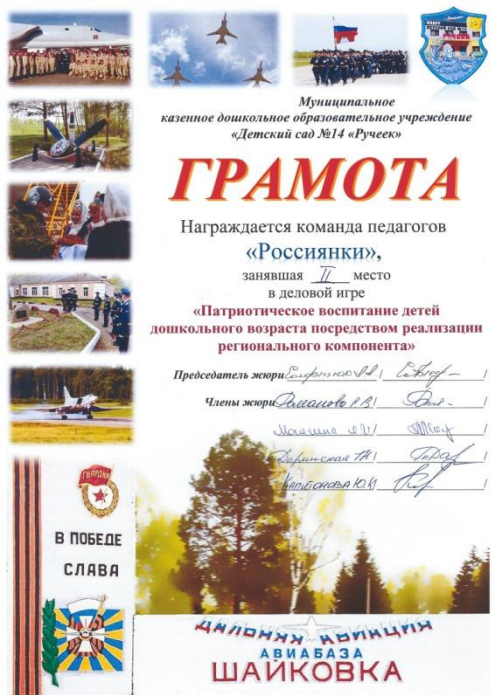 Муниципальное
казенное дошкольное образовательное учреждение
«Детский сад №14 «Ручеек»
ГРАМОТА
Награждается команда педагогов
«Россиянки»,
занявшая II место
в деловой игре
«Патриотическое воспитание детей
дошкольного возраста посредством реализации
регионального компонента»
Председатель жюри
Члены жюри Романова
Капитонова Ю.И.
ГВАРДИЯ
В ПОБЕДЕ
СЛАВА
ДАЛЬНЯЯ АВИАЦИЯ
АВИАБАЗА
ШАЙКОВКА